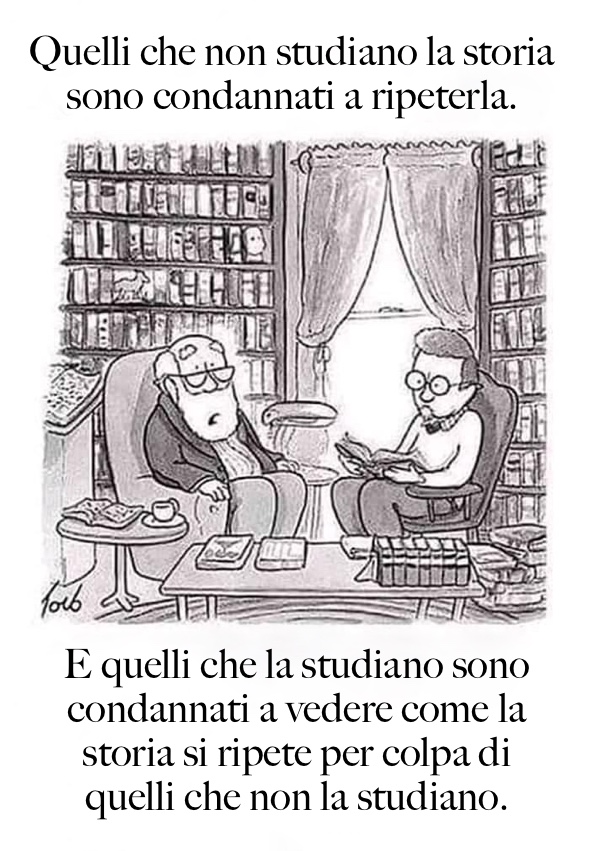 Quelli che non studiano la storia
sono condannati a ripeterla.
E quelli che la studiano sono
condannati a vedere come la
storia si ripete per colpa di
quelli che non la studiano.